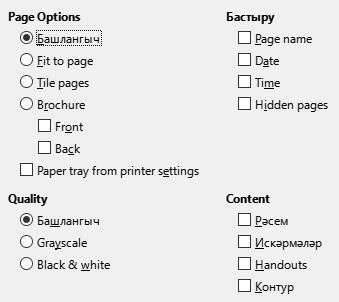 Page Options
Башлангыч
Fit to page
Tile pages
Brochure
Front
Back
Paper tray from printer settings
Quality
Башлангыч
Grayscale
Black & white
Бастыру
Page name
Date
Time
Hidden pages
Content
Рәсем
Искәрмәләр
Handouts
Контур